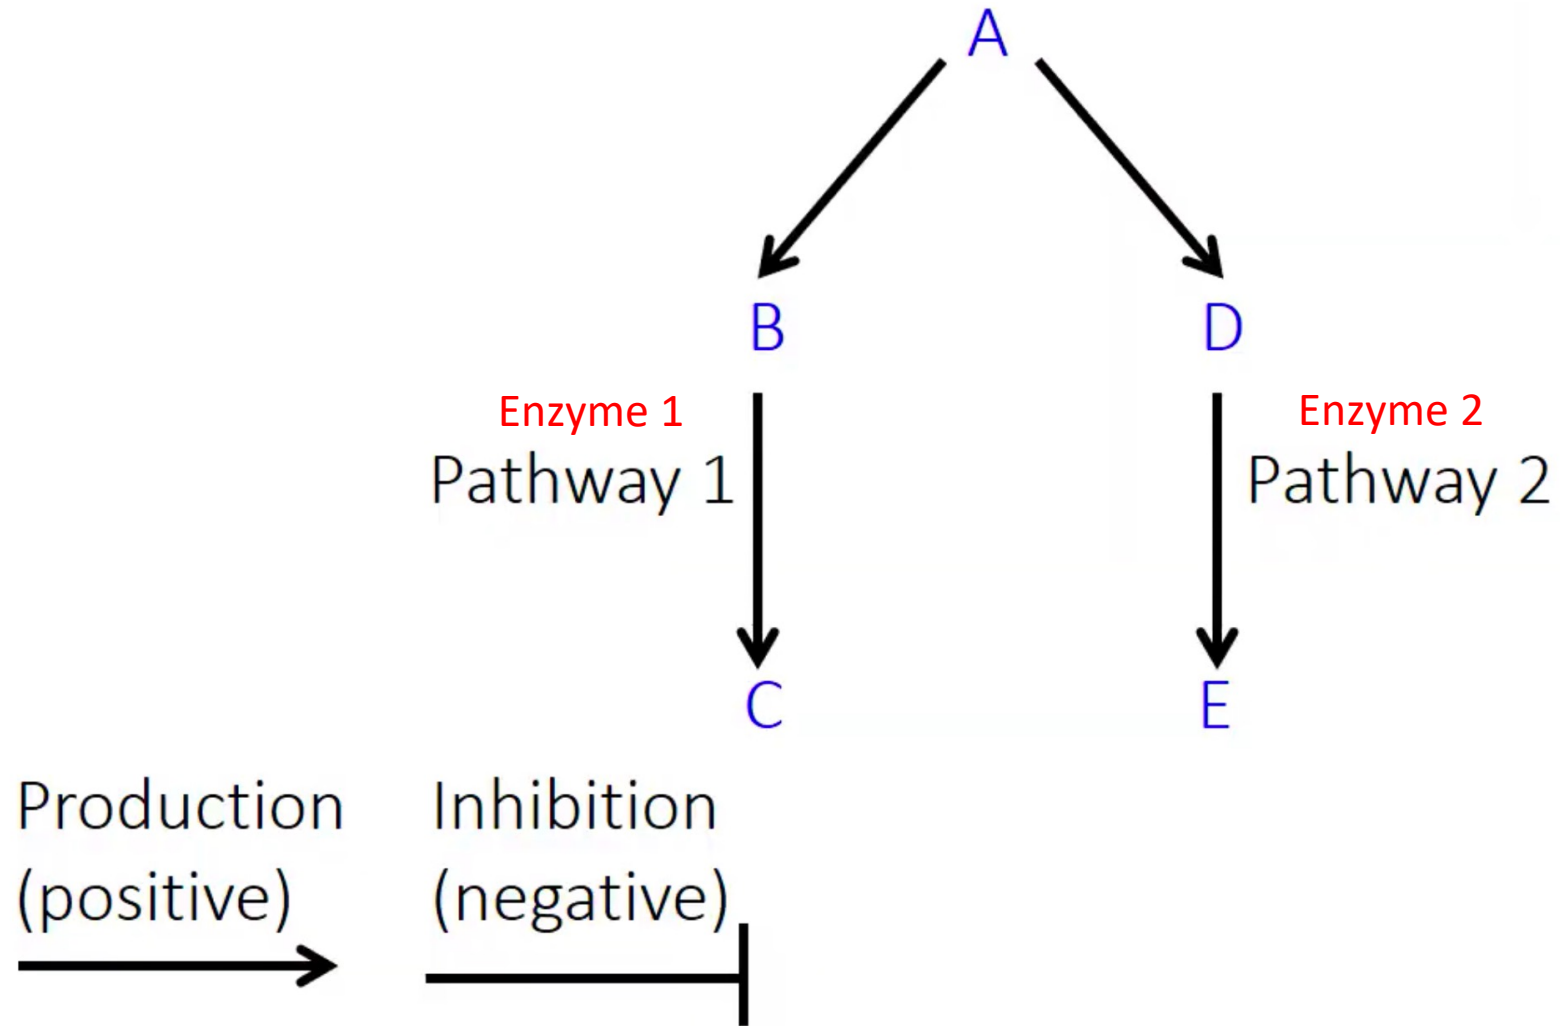 A
B
D
Enzyme 1
Pathway 1
Enzyme 2
Pathway 2
C
E
Production
(positive)
Inhibition
(negative)